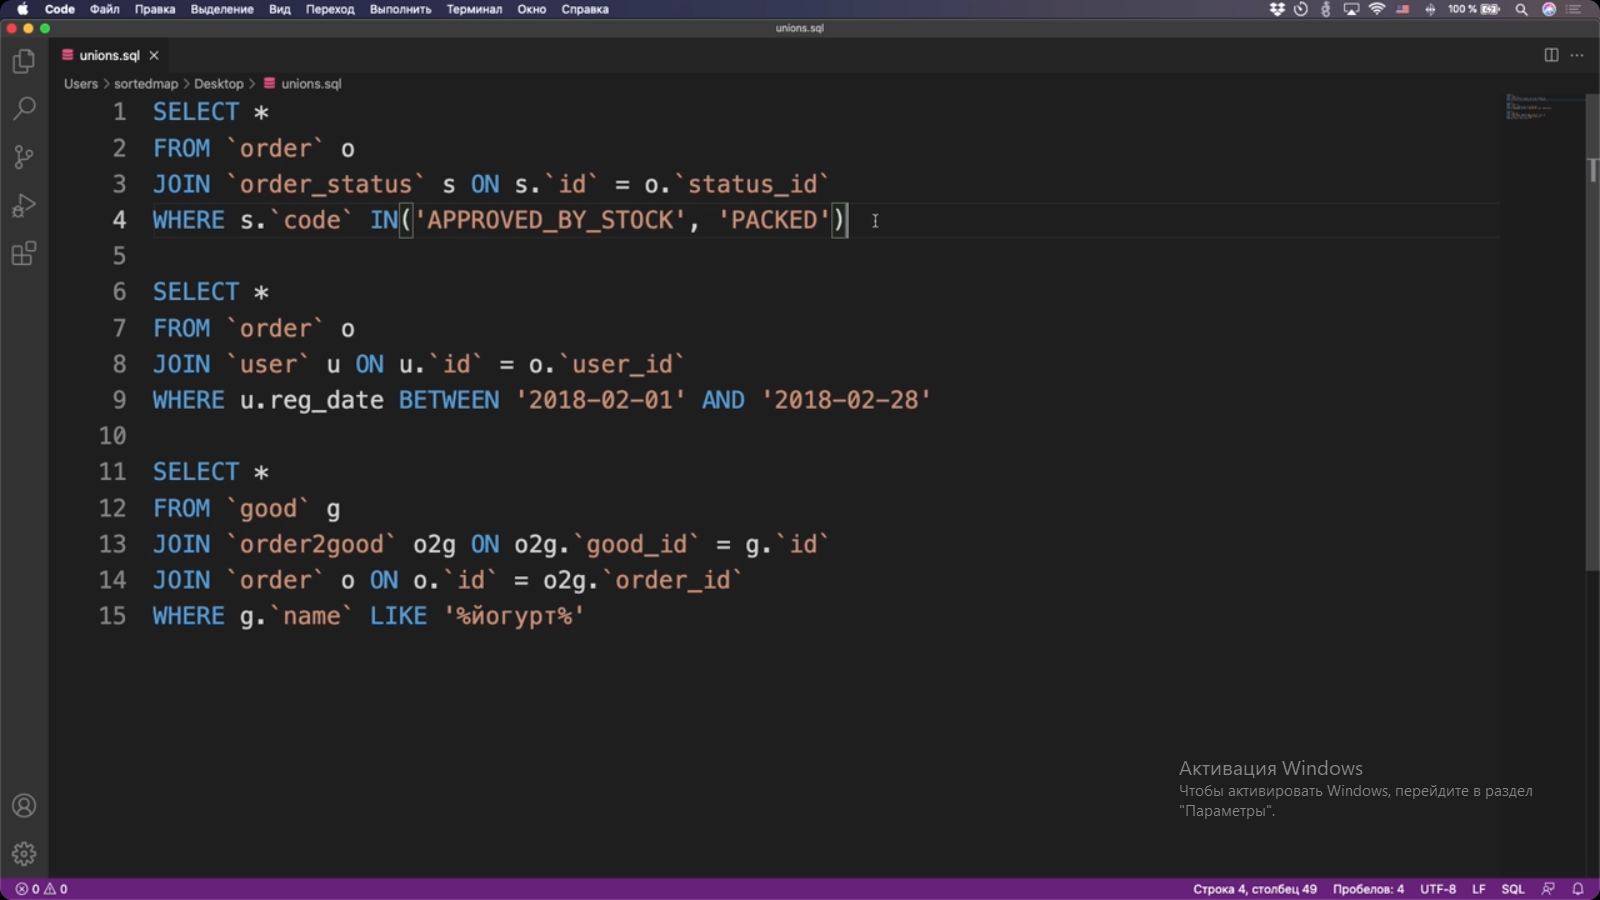 Code Файл Правка Выделение Вид Переход Выполнить Терминал Окно Справка 100 %
unions.sql
unions.sql
Users > sortedmap > Desktop > unions.sql
1 SELECT *
2 FROM `order` o
3 JOIN `order_status` s ON s.`id` = o.`status_id`
4 WHERE s.`code` IN('APPROVED_BY_STOCK', 'PACKED')
5
6 SELECT *
7 FROM `order` o
8 JOIN `user` u ON u.`id` = o.`user_id`
9 WHERE u.reg_date BETWEEN '2018-02-01' AND '2018-02-28'
10
11 SELECT *
12 FROM `good` g
13 JOIN `order2good` o2g ON o2g.`good_id` = g.`id`
14 JOIN `order` o ON o.`id` = o2g.`order_id`
15 WHERE g.`name` LIKE '%йогурт%'
Активация Windows
Чтобы активировать Windows, перейдите в раздел
"Параметры".
0 0 Строка 4, столбец 49 Пробелов: 4 UTF-8 LF SQL